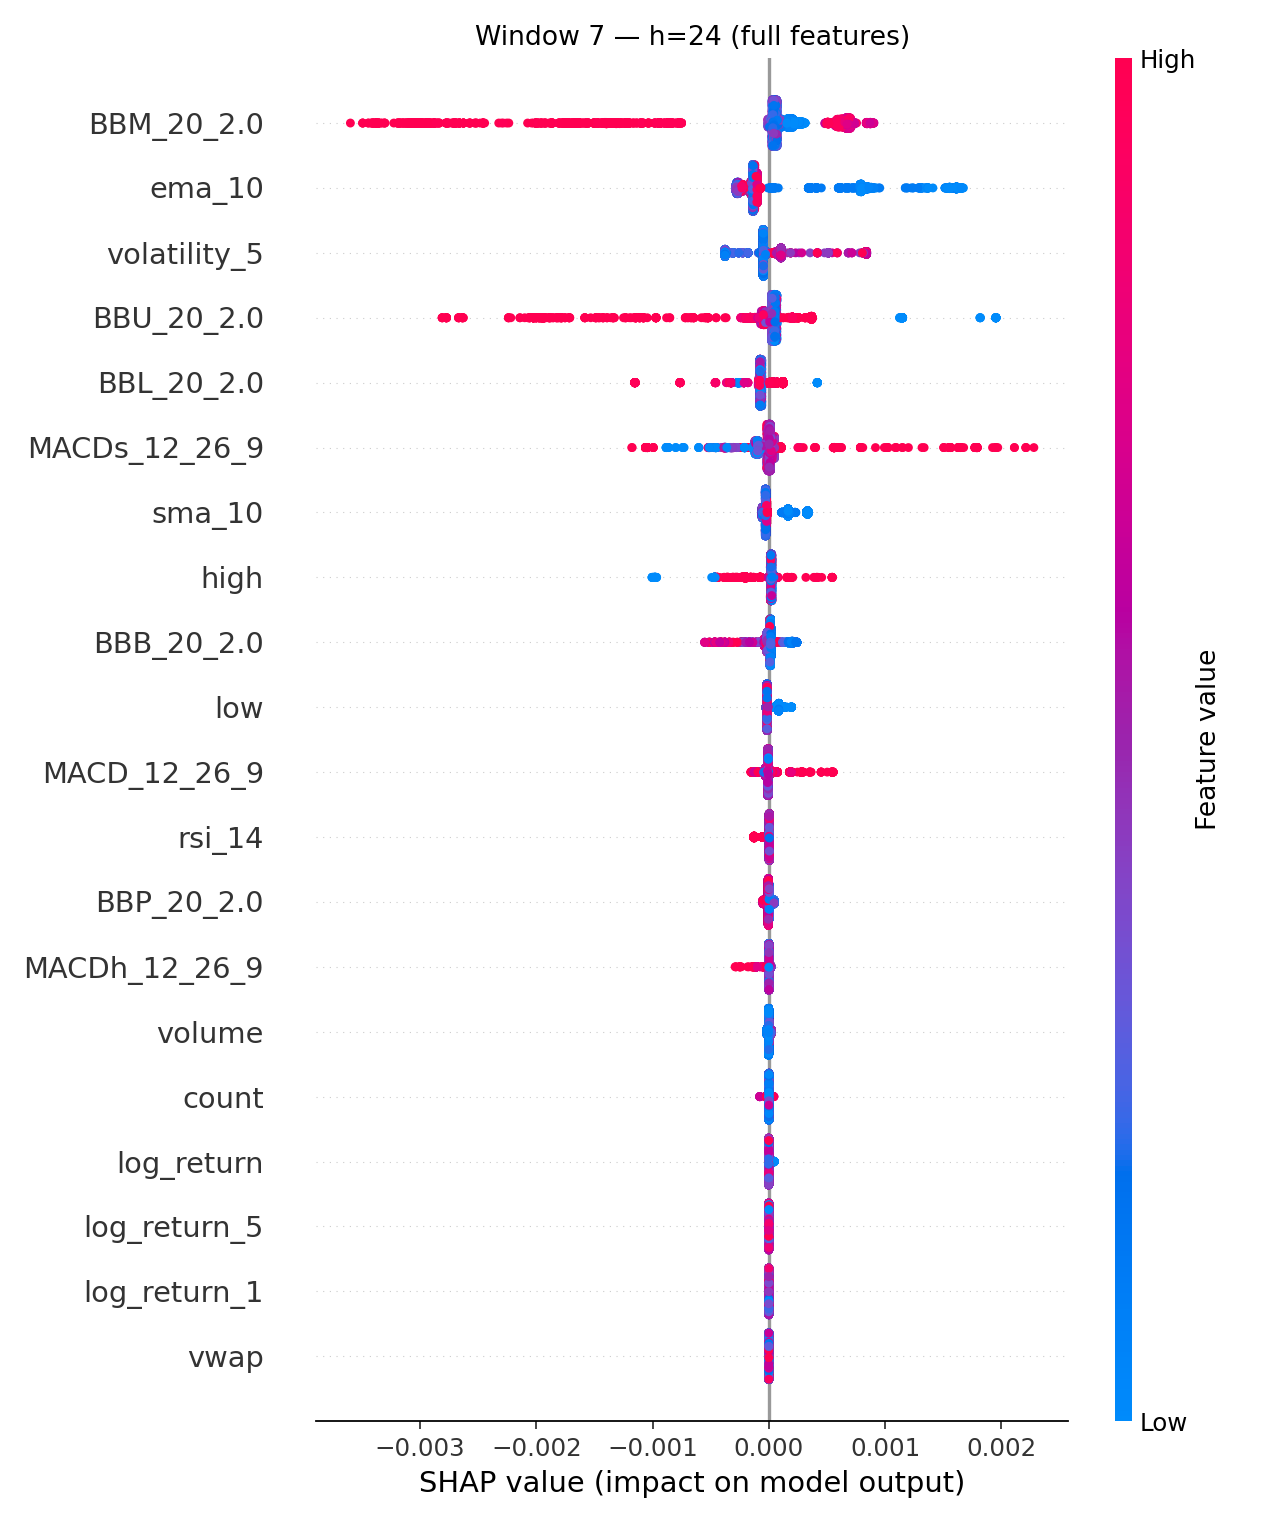 Window 7 — h=24 (full features)
High
BBM_20_2.0
ema_10
volatility_5
BBU_20_2.0
BBL_20_2.0
MACDs_12_26_9
sma_10
high
BBB_20_2.0
low
MACD_12_26_9
rsi_14
BBP_20_2.0
MACDh_12_26_9
volume
count
log_return
log_return_5
log_return_1
vwap
Feature value
Low
−0.003 −0.002 −0.001 0.000 0.001 0.002
SHAP value (impact on model output)